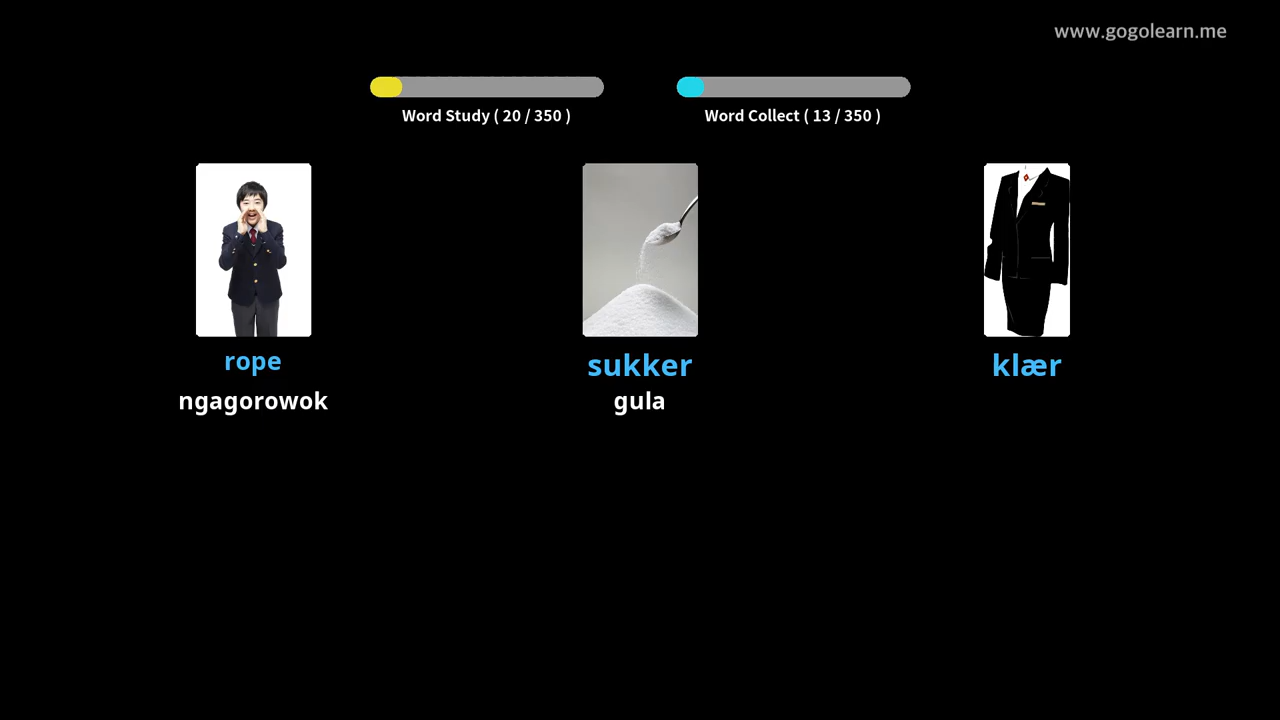 www.gogolearn.me
Word Study ( 20 / 350 )
Word Collect ( 13 / 350 )
rope
sukker
klær
ngagorowok
gula